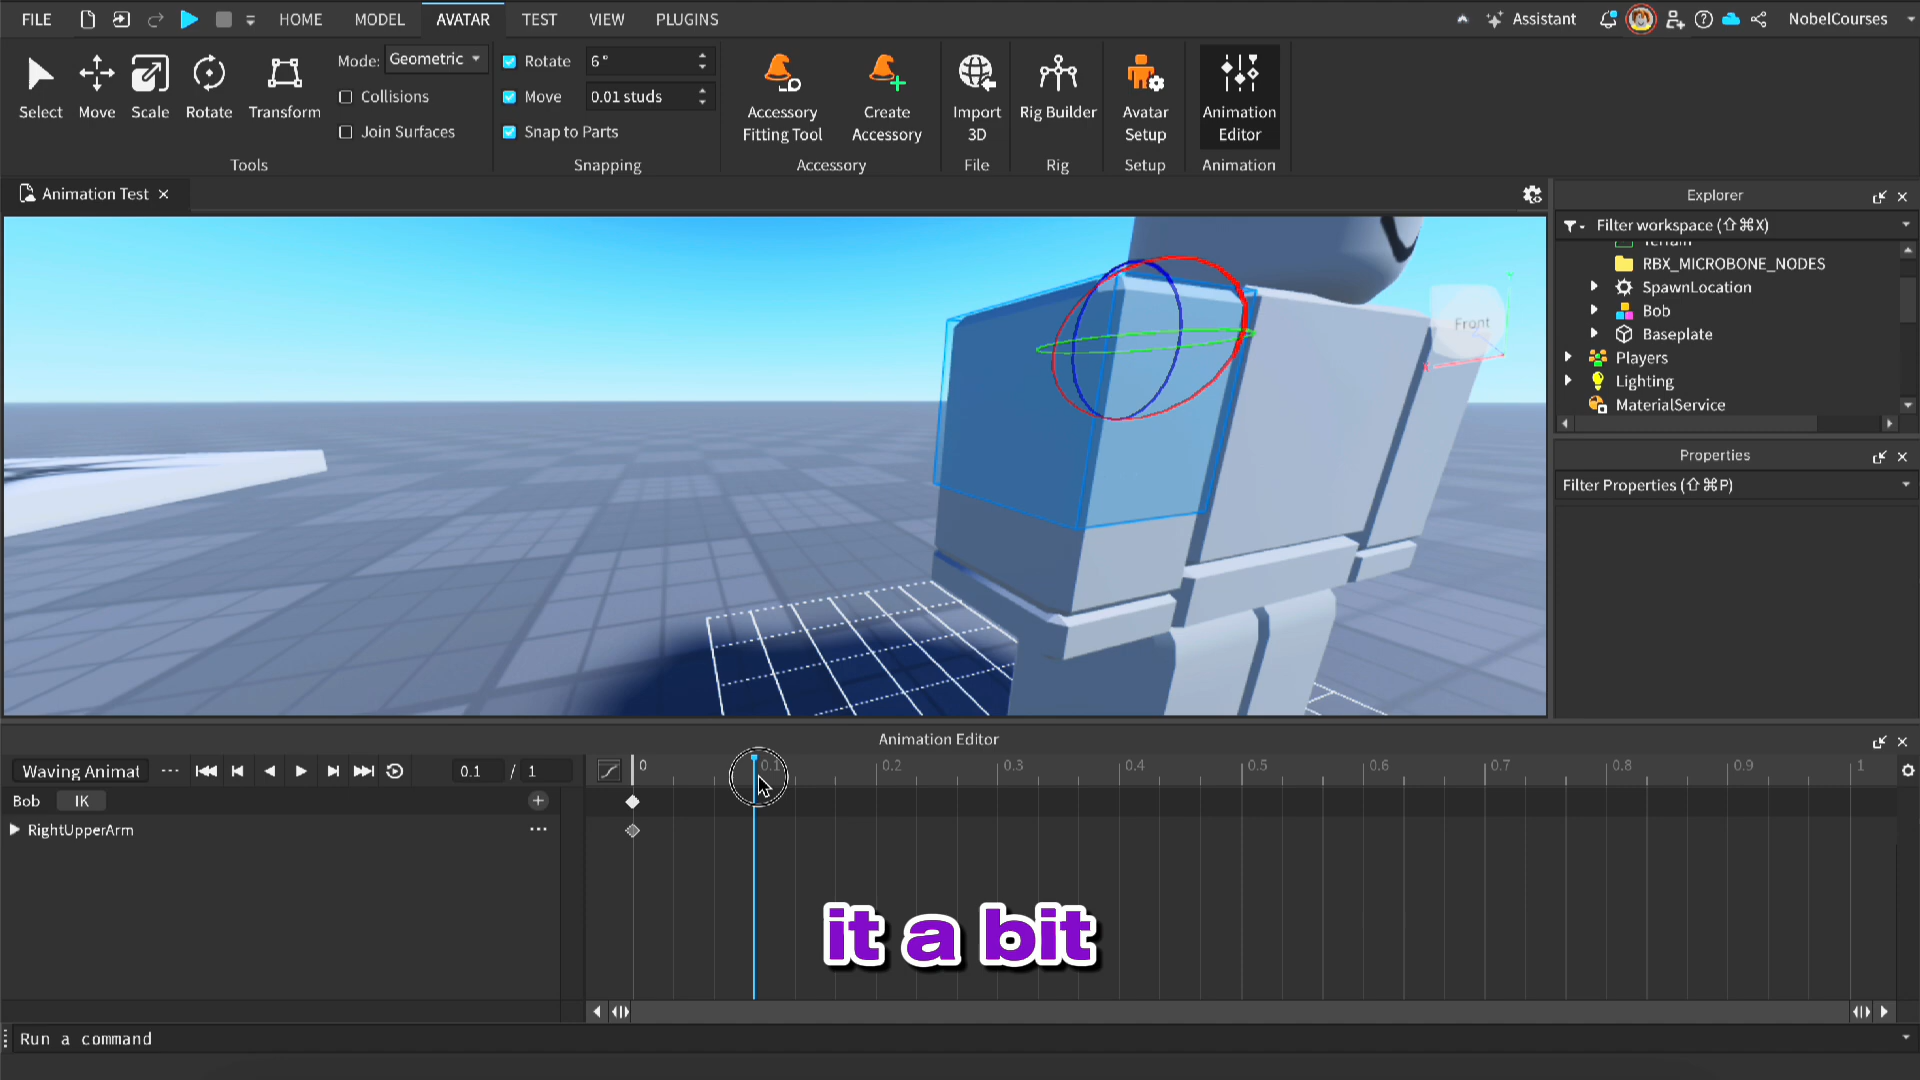 FILE HOME MODEL AVATAR TEST VIEW PLUGINS Assistant NobelCourses
Select Move Scale Rotate Transform
Mode: Geometric
Collisions
Join Surfaces
Tools
Rotate 6°
Move 0.01 studs
Snap to Parts
Snapping
Accessory Fitting Tool
Create Accessory
Accessory
Import 3D
File
Rig Builder
Rig
Avatar Setup
Setup
Animation Editor
Animation
Animation Test
Front
Explorer
Filter workspace (⇧⌘X)
Terrain
RBX_MICROBONE_NODES
SpawnLocation
Bob
Baseplate
Players
Lighting
MaterialService
Properties
Filter Properties (⇧⌘P)
Animation Editor
Waving Animat 0.1 / 1
0 0.1 0.2 0.3 0.4 0.5 0.6 0.7 0.8 0.9 1
Bob IK
RightUpperArm
it a bit
Run a command